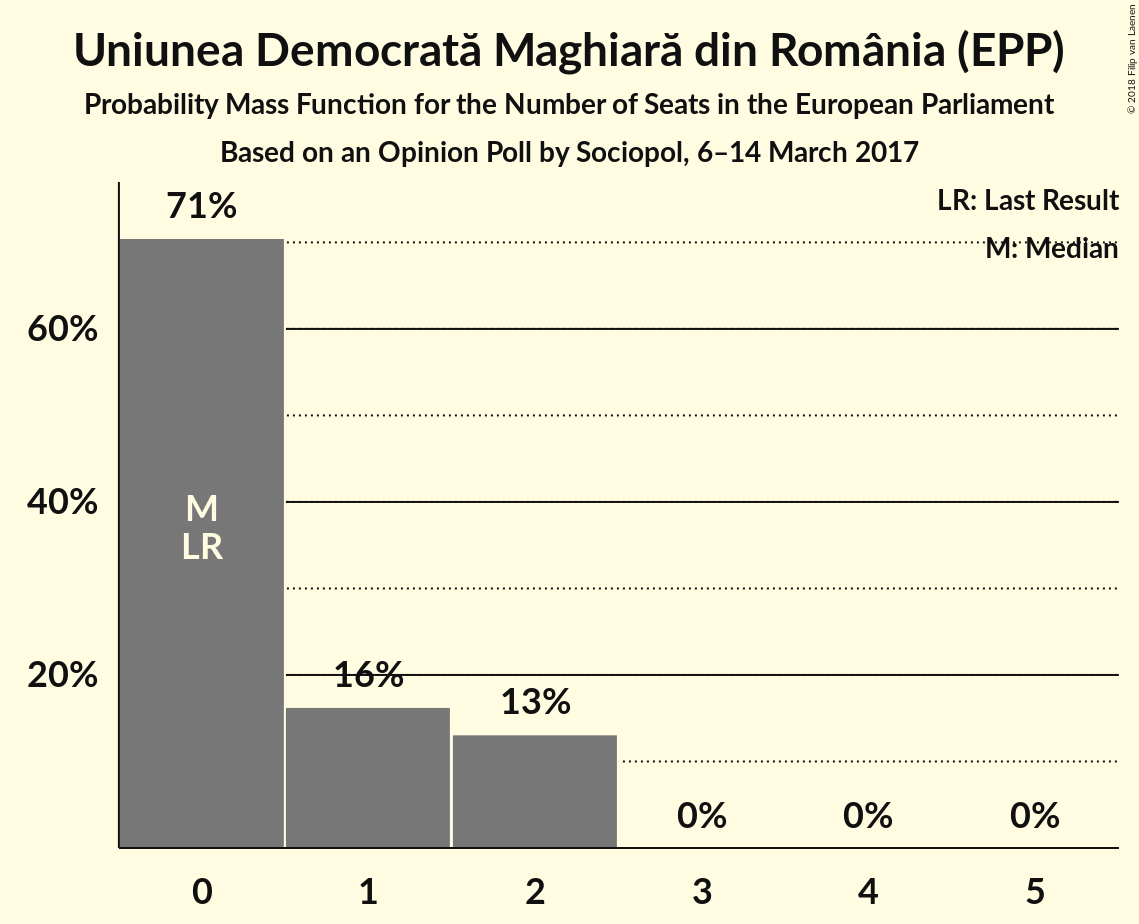 Uniunea Democrată Maghiară din România (EPP)
Probability Mass Function for the Number of Seats in the European Parliament
Based on an Opinion Poll by Sociopol, 6–14 March 2017
© 2018 Filip van Laenen
LR: Last Result
M: Median
71%
60%
40%
20%
M
LR
16%
13%
0%
0%
0%
0
1
2
3
4
5